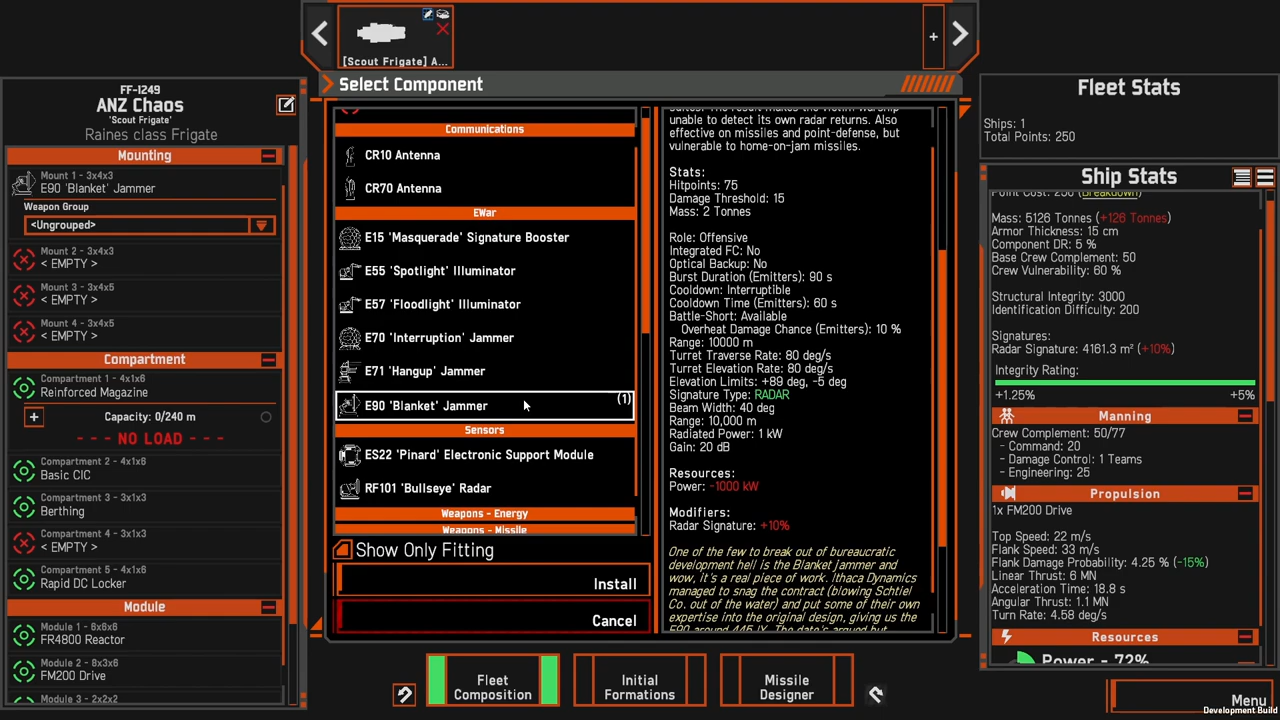 [Scout Frigate] A...
+
FF-1249
ANZ Chaos
'Scout Frigate'
Raines class Frigate
Mounting
Mount 1 - 3x4x3
E90 'Blanket' Jammer
Weapon Group
<Ungrouped>
Mount 2 - 3x4x3
< EMPTY >
Mount 3 - 3x4x5
< EMPTY >
Mount 4 - 3x4x5
< EMPTY >
Compartment
Compartment 1 - 4x1x6
Reinforced Magazine
+
Capacity: 0/240 m
- - - NO LOAD - - -
Compartment 2 - 4x1x6
Basic CIC
Compartment 3 - 3x1x3
Berthing
Compartment 4 - 3x1x3
< EMPTY >
Compartment 5 - 4x1x6
Rapid DC Locker
Module
Module 1 - 6x6x6
FR4800 Reactor
Module 2 - 8x3x6
FM200 Drive
Module 3 - 2x2x2
Select Component
Communications
CR10 Antenna
CR70 Antenna
EWar
E15 'Masquerade' Signature Booster
E55 'Spotlight' Illuminator
E57 'Floodlight' Illuminator
E70 'Interruption' Jammer
E71 'Hangup' Jammer
E90 'Blanket' Jammer (1)
Sensors
ES22 'Pinard' Electronic Support Module
RF101 'Bullseye' Radar
Weapons - Energy
Weapons - Missile
Show Only Fitting
Install
Cancel
suites. The result makes the victim warship
unable to detect its own radar returns. Also
effective on missiles and point-defense, but
vulnerable to home-on-jam missiles.
Stats:
Hitpoints: 75
Damage Threshold: 15
Mass: 2 Tonnes
Role: Offensive
Integrated FC: No
Optical Backup: No
Burst Duration (Emitters): 90 s
Cooldown: Interruptible
Cooldown Time (Emitters): 60 s
Battle-Short: Available
Overheat Damage Chance (Emitters): 10 %
Range: 10000 m
Turret Traverse Rate: 80 deg/s
Turret Elevation Rate: 80 deg/s
Elevation Limits: +89 deg, -5 deg
Signature Type: RADAR
Beam Width: 40 deg
Range: 10,000 m
Radiated Power: 1 kW
Gain: 20 dB
Resources:
Power: -1000 kW
Modifiers:
Radar Signature: +10%
One of the few to break out of bureaucratic
development hell is the Blanket jammer and
wow, it's a real piece of work. Ithaca Dynamics
managed to snag the contract (blowing Schtiel
Co. out of the water) and put some of their own
expertise into the original design, giving us the
Fleet Stats
Ships: 1
Total Points: 250
Ship Stats
Point Cost: 250 (Breakdown)
Mass: 5126 Tonnes (+126 Tonnes)
Armor Thickness: 15 cm
Component DR: 5 %
Base Crew Complement: 50
Crew Vulnerability: 60 %
Structural Integrity: 3000
Identification Difficulty: 200
Signatures:
Radar Signature: 4161.3 m² (+10%)
Integrity Rating:
+1.25% +5%
Manning
Crew Complement: 50/77
- Command: 20
- Damage Control: 1 Teams
- Engineering: 25
Propulsion
1x FM200 Drive
Top Speed: 22 m/s
Flank Speed: 33 m/s
Flank Damage Probability: 4.25 % (-15%)
Linear Thrust: 6 MN
Acceleration Time: 18.8 s
Angular Thrust: 1.1 MN
Turn Rate: 4.58 deg/s
Resources
Power - 72%
Fleet
Composition
Initial
Formations
Missile
Designer
Menu
Development Build